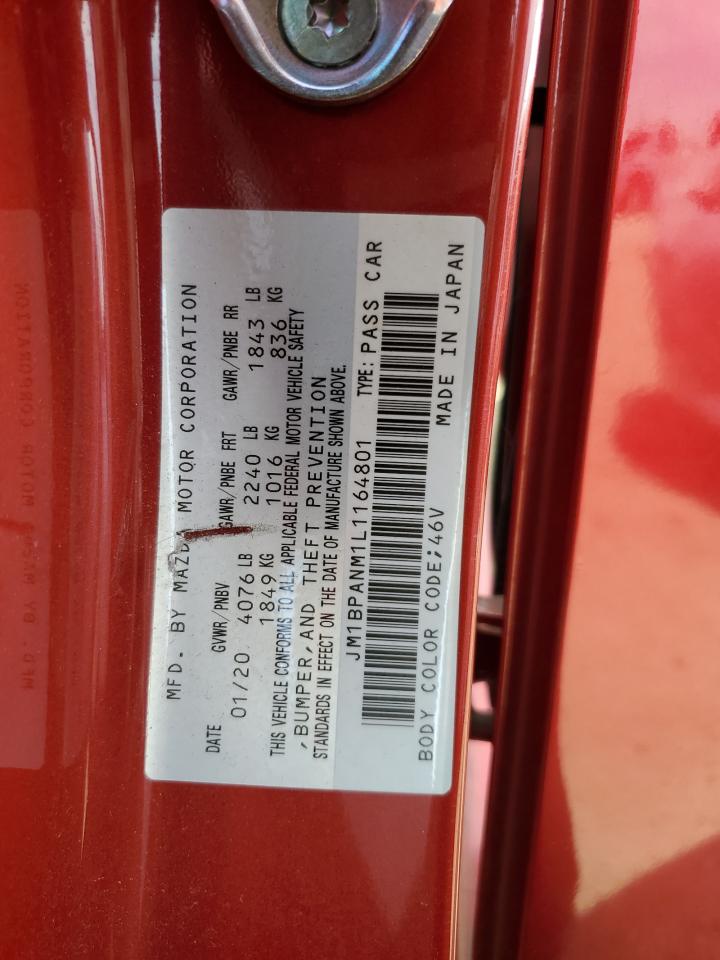 MFD. BY MAZDA MOTOR CORPORATION
DATE GVWR/PNBV GAWR/PNBE FRT GAWR/PNBE RR
01/20 4076 LB 2240 LB 1843 LB
1849 KG 1016 KG 836 KG
THIS VEHICLE CONFORMS TO ALL APPLICABLE FEDERAL MOTOR VEHICLE SAFETY
,BUMPER,AND THEFT PREVENTION
STANDARDS IN EFFECT ON THE DATE OF MANUFACTURE SHOWN ABOVE.
JM1BPANM1L1164801 TYPE: PASS CAR
BODY COLOR CODE;46V MADE IN JAPAN